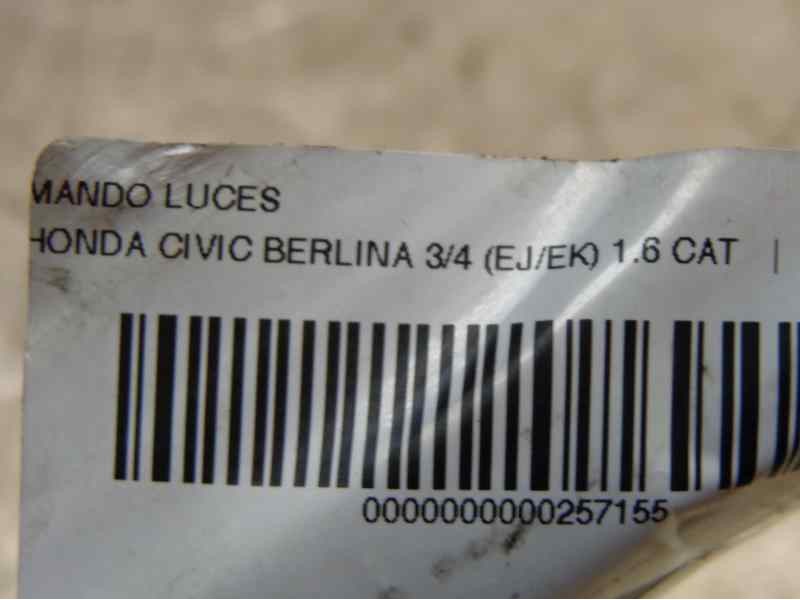 MANDO LUCES
HONDA CIVIC BERLINA 3/4 (EJ/EK) 1.6 CAT |
0000000000257155